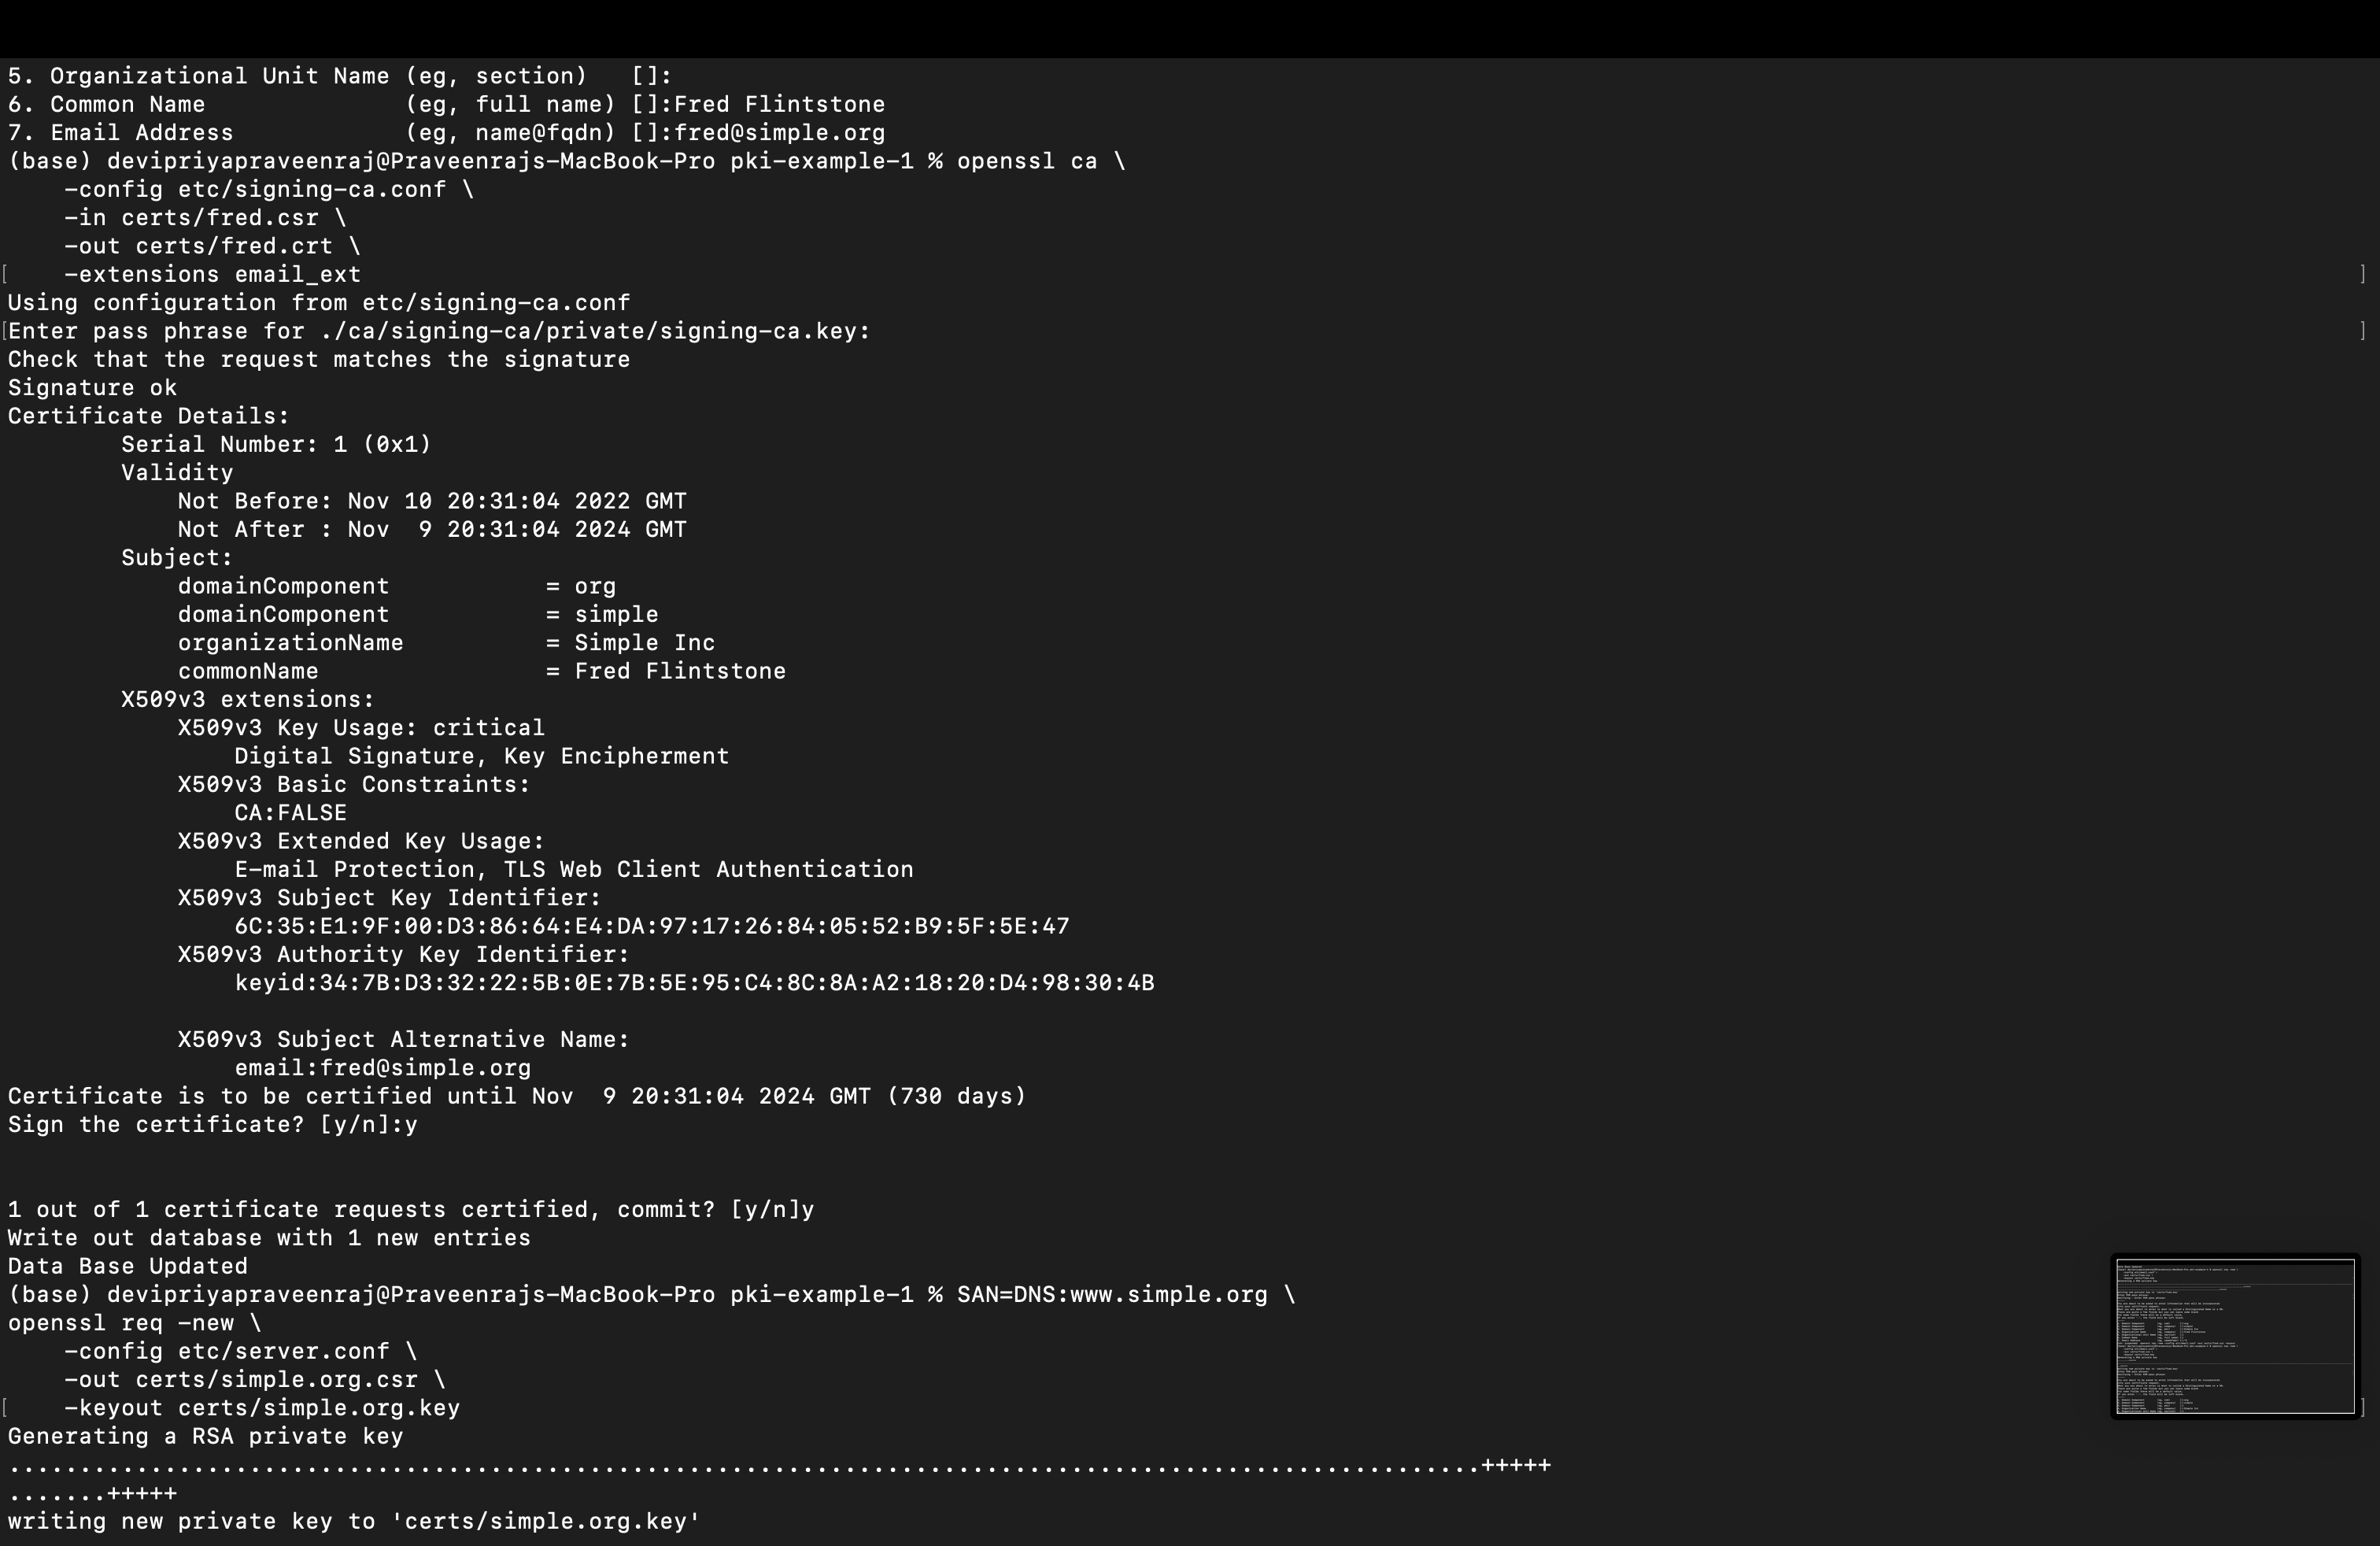 5. Organizational Unit Name (eg, section)   []:
6. Common Name              (eg, full name) []:Fred Flintstone
7. Email Address            (eg, name@fqdn) []:fred@simple.org
(base) devipriyapraveenraj@Praveenrajs-MacBook-Pro pki-example-1 % openssl ca \
    -config etc/signing-ca.conf \
    -in certs/fred.csr \
    -out certs/fred.crt \
[    -extensions email_ext ]
Using configuration from etc/signing-ca.conf
[Enter pass phrase for ./ca/signing-ca/private/signing-ca.key: ]
Check that the request matches the signature
Signature ok
Certificate Details:
        Serial Number: 1 (0x1)
        Validity
            Not Before: Nov 10 20:31:04 2022 GMT
            Not After : Nov  9 20:31:04 2024 GMT
        Subject:
            domainComponent           = org
            domainComponent           = simple
            organizationName          = Simple Inc
            commonName                = Fred Flintstone
        X509v3 extensions:
            X509v3 Key Usage: critical
                Digital Signature, Key Encipherment
            X509v3 Basic Constraints:
                CA:FALSE
            X509v3 Extended Key Usage:
                E-mail Protection, TLS Web Client Authentication
            X509v3 Subject Key Identifier:
                6C:35:E1:9F:00:D3:86:64:E4:DA:97:17:26:84:05:52:B9:5F:5E:47
            X509v3 Authority Key Identifier:
                keyid:34:7B:D3:32:22:5B:0E:7B:5E:95:C4:8C:8A:A2:18:20:D4:98:30:4B
            X509v3 Subject Alternative Name:
                email:fred@simple.org
Certificate is to be certified until Nov  9 20:31:04 2024 GMT (730 days)
Sign the certificate? [y/n]:y
1 out of 1 certificate requests certified, commit? [y/n]y
Write out database with 1 new entries
Data Base Updated
(base) devipriyapraveenraj@Praveenrajs-MacBook-Pro pki-example-1 % SAN=DNS:www.simple.org \
openssl req -new \
    -config etc/server.conf \
    -out certs/simple.org.csr \
[    -keyout certs/simple.org.key ]
Generating a RSA private key
........................................................................................................+++++
.......+++++
writing new private key to 'certs/simple.org.key'